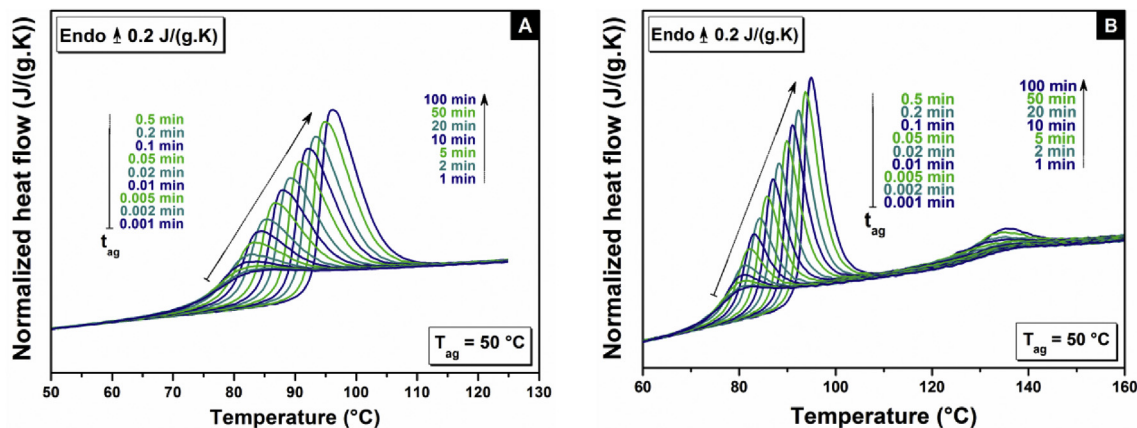 A
Endo 0.2 J/(g.K)
Normalized heat flow (J/(g.K))
0.5 min
0.2 min
0.1 min
0.05 min
0.02 min
0.01 min
0.005 min
0.002 min
0.001 min
tag
100 min
50 min
20 min
10 min
5 min
2 min
1 min
Tag = 50 °C
50 60 70 80 90 100 110 120 130
Temperature (°C)
B
Endo 0.2 J/(g.K)
Normalized heat flow (J/(g.K))
0.5 min
0.2 min
0.1 min
0.05 min
0.02 min
0.01 min
0.005 min
0.002 min
0.001 min
tag
100 min
50 min
20 min
10 min
5 min
2 min
1 min
Tag = 50 °C
60 80 100 120 140 160
Temperature (°C)